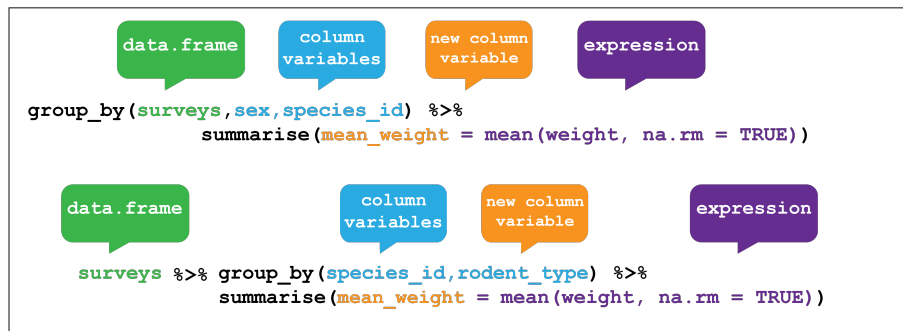 data.frame
column
variables
new column
variable
expression
group_by(surveys,sex,species_id) %>%
summarise(mean_weight = mean(weight, na.rm = TRUE))
data.frame
column
variables
new column
variable
expression
surveys %>% group_by(species_id,rodent_type) %>%
summarise(mean_weight = mean(weight, na.rm = TRUE))